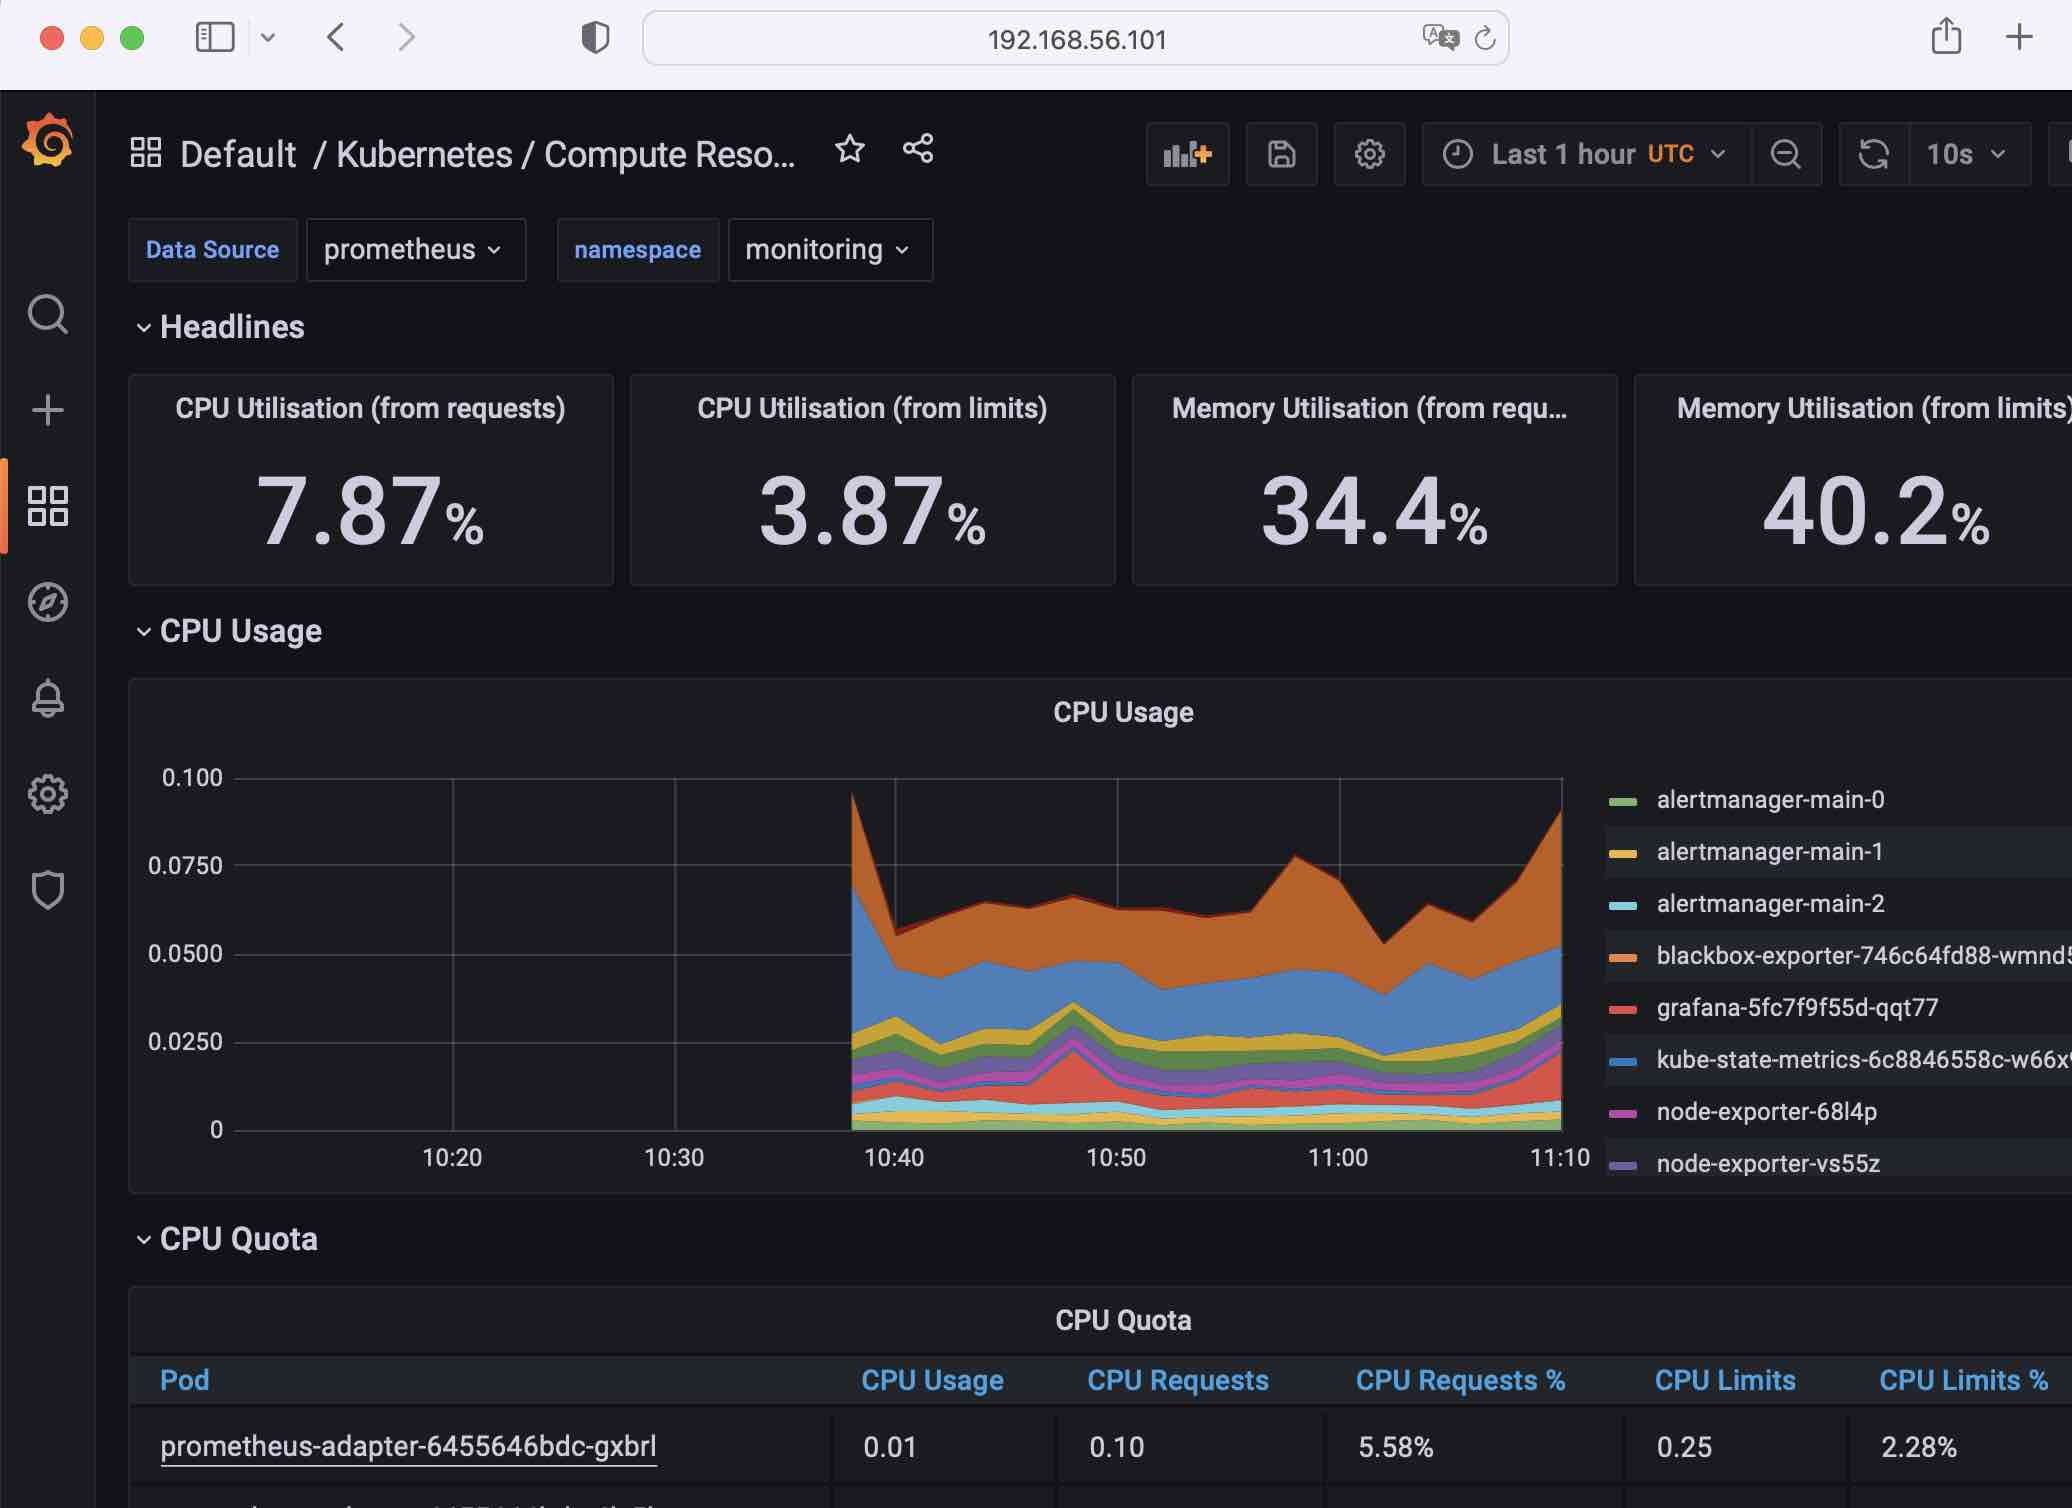 192.168.56.101
Default / Kubernetes / Compute Reso...
Last 1 hour UTC
10s
Data Source prometheus namespace monitoring
Headlines
CPU Utilisation (from requests)
7.87%
CPU Utilisation (from limits)
3.87%
Memory Utilisation (from requ...
34.4%
Memory Utilisation (from limits)
40.2%
CPU Usage
CPU Usage
0.100
0.0750
0.0500
0.0250
0
10:20 10:30 10:40 10:50 11:00 11:10
alertmanager-main-0
alertmanager-main-1
alertmanager-main-2
blackbox-exporter-746c64fd88-wmnd5
grafana-5fc7f9f55d-qqt77
kube-state-metrics-6c8846558c-w66x
node-exporter-68l4p
node-exporter-vs55z
CPU Quota
CPU Quota
Pod CPU Usage CPU Requests CPU Requests % CPU Limits CPU Limits %
prometheus-adapter-6455646bdc-gxbrl 0.01 0.10 5.58% 0.25 2.28%